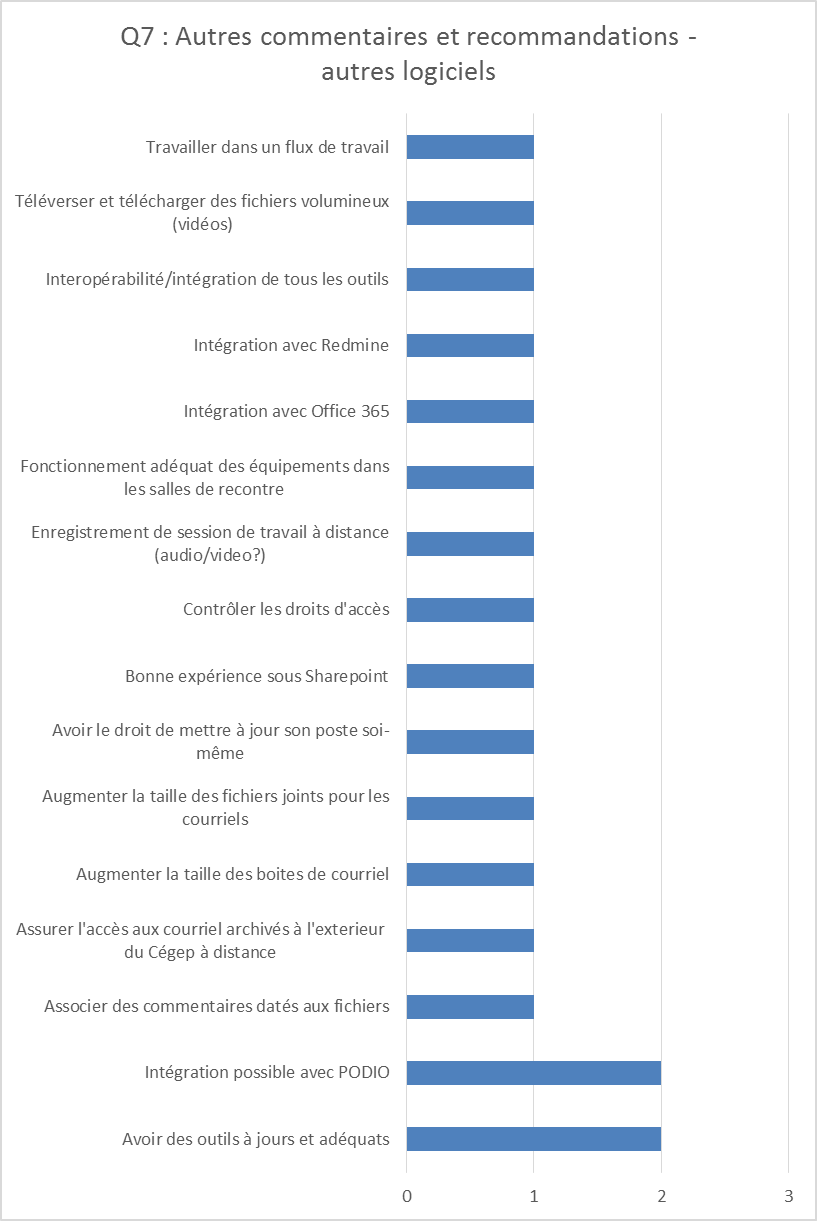 Q7 : Autres commentaires et recommandations -
autres logiciels
Travailler dans un flux de travail
Téléverser et télécharger des fichiers volumineux
(vidéos)
Interopérabilité/intégration de tous les outils
Intégration avec Redmine
Intégration avec Office 365
Fonctionnement adéquat des équipements dans
les salles de recontre
Enregistrement de session de travail à distance
(audio/video?)
Contrôler les droits d'accès
Bonne expérience sous Sharepoint
Avoir le droit de mettre à jour son poste soi-
même
Augmenter la taille des fichiers joints pour les
courriels
Augmenter la taille des boites de courriel
Assurer l'accès aux courriel archivés à l'exterieur
du Cégep à distance
Associer des commentaires datés aux fichiers
Intégration possible avec PODIO
Avoir des outils à jours et adéquats
0 1 2 3